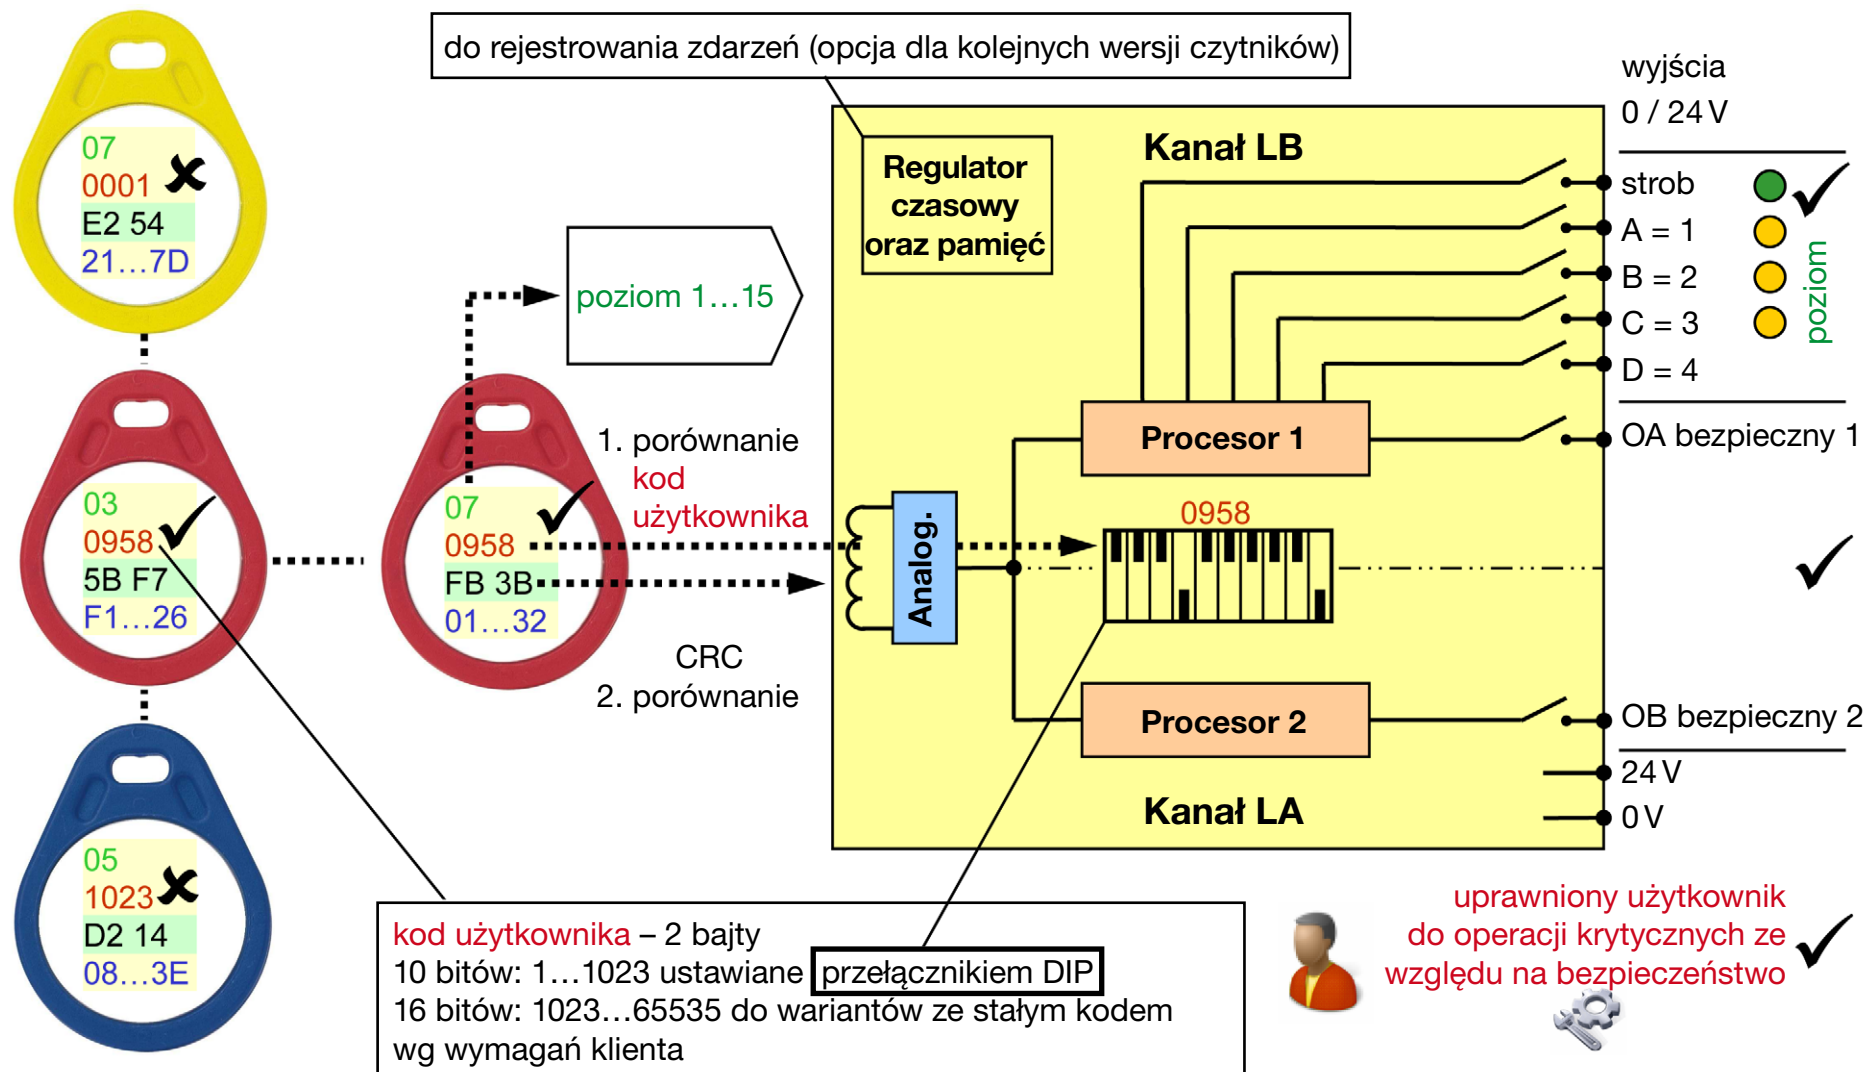 do rejestrowania zdarzeń (opcja dla kolejnych wersji czytników)
wyjścia
0 / 24 V
07
0001
E2 54
21...7D
03
0958
5B F7
F1...26
05
1023
D2 14
08...3E
poziom 1...15
07
0958
FB 3B
01...32
1. porównanie
kod
użytkownika
CRC
2. porównanie
Kanał LB
Regulator
czasowy
oraz pamięć
Procesor 1
0958
Analog.
Procesor 2
Kanał LA
strob
A = 1
B = 2
C = 3
D = 4
poziom
OA bezpieczny 1
OB bezpieczny 2
24 V
0 V
kod użytkownika – 2 bajty
10 bitów: 1...1023 ustawiane przełącznikiem DIP
16 bitów: 1023...65535 do wariantów ze stałym kodem
wg wymagań klienta
uprawniony użytkownik
do operacji krytycznych ze
względu na bezpieczeństwo